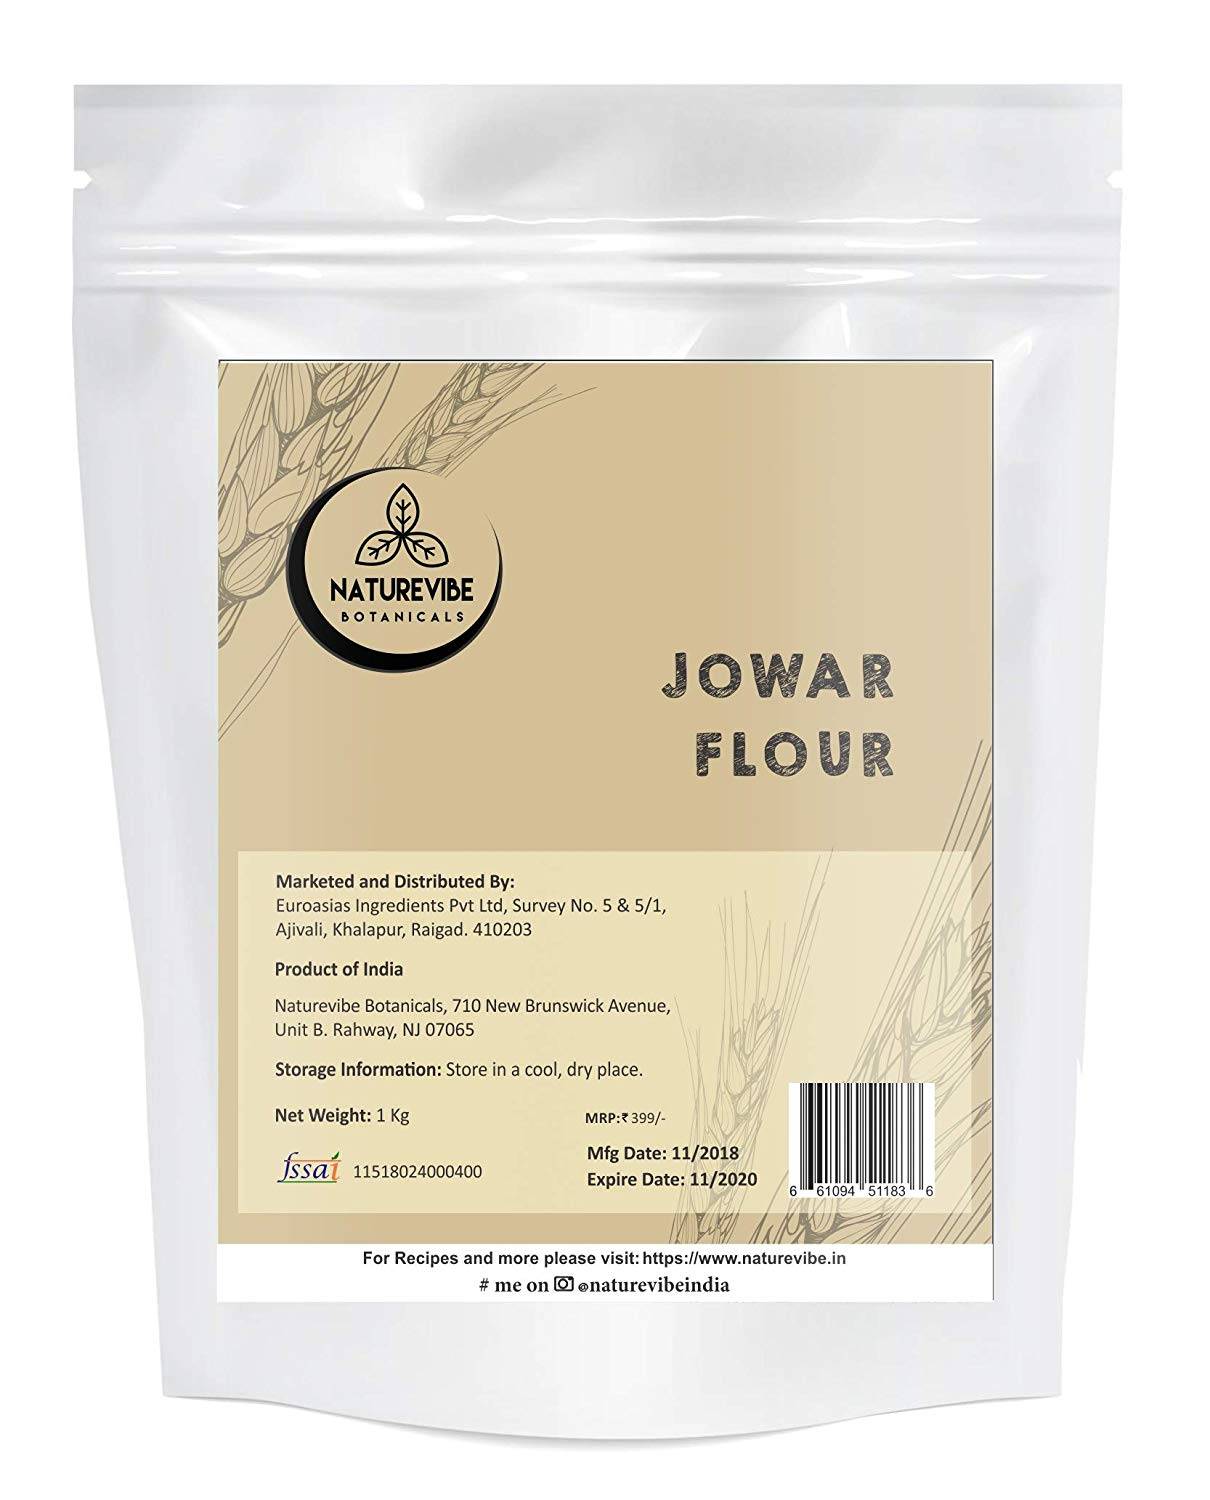 NATUREVIBE
BOTANICALS
JOWAR
FLOUR
Marketed and Distributed By:
Euroasias Ingredients Pvt Ltd, Survey No. 5 & 5/1,
Ajivali, Khalapur, Raigad. 410203
Product of India
Naturevibe Botanicals, 710 New Brunswick Avenue,
Unit B. Rahway, NJ 07065
Storage Information: Store in a cool, dry place.
Net Weight: 1 Kg
MRP:₹ 399/-
fssai 11518024000400
Mfg Date: 11/2018
Expire Date: 11/2020
6 61094 51183 6
For Recipes and more please visit: https://www.naturevibe.in
# me on @naturevibeindia